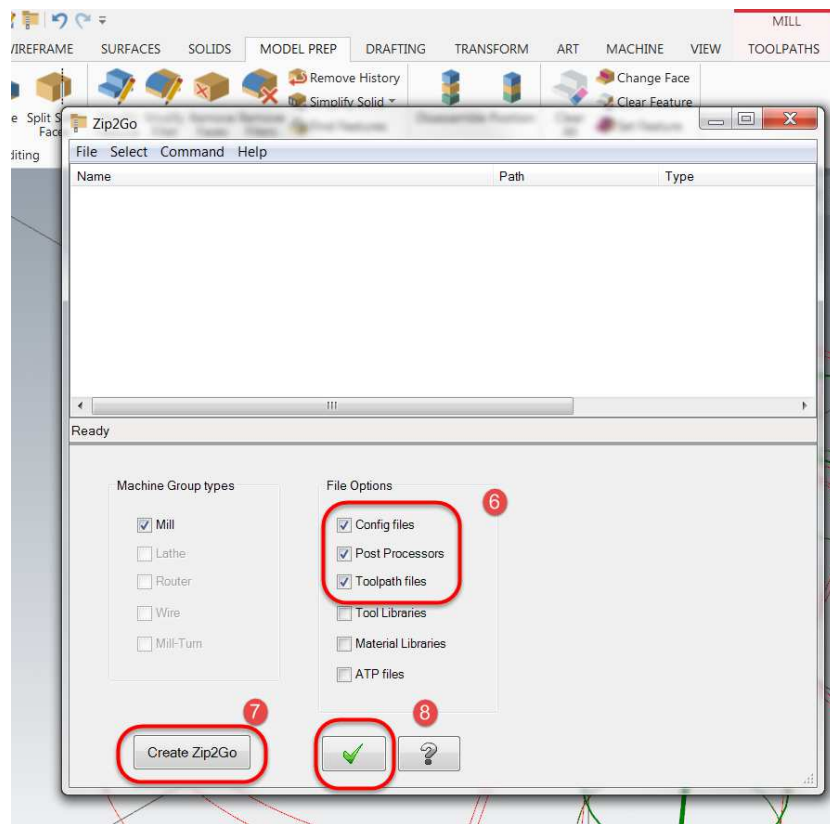 MILL
WIREFRAME SURFACES SOLIDS MODEL PREP DRAFTING TRANSFORM ART MACHINE VIEW TOOLPATHS
Remove History Change Face
Split Simplify Solid Clear Feature
Face Zip2Go
File Select Command Help
Name Path Type
Ready
Machine Group types File Options
6
Mill Config files
Lathe Post Processors
Router Toolpath files
Wire Tool Libraries
Mill-Turn Material Libraries
ATP files
7 8
Create Zip2Go ?